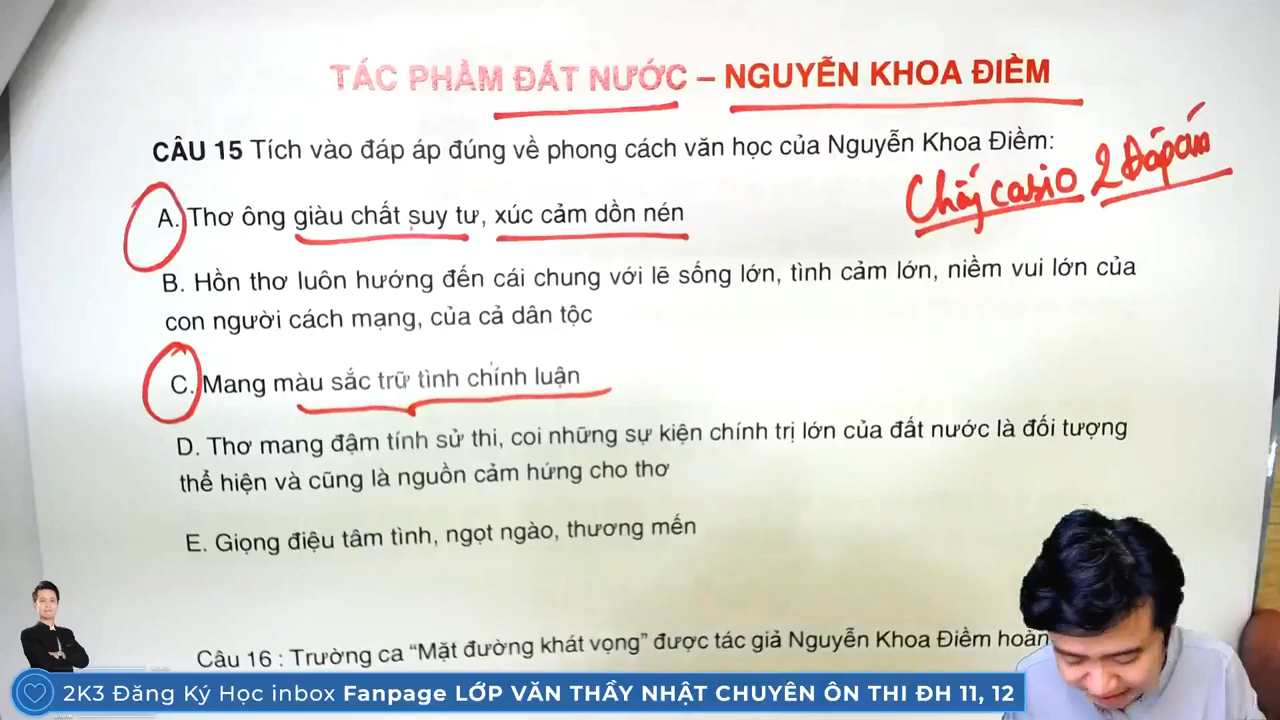 TÁC PHẦM ĐẤT NƯỚC – NGUYỄN KHOA ĐIỀM
CÂU 15 Tích vào đáp áp đúng về phong cách văn học của Nguyễn Khoa Điềm:
Chấy casio 2 Đáp án
A. Thơ ông giàu chất suy tư, xúc cảm dồn nén
B. Hồn thơ luôn hướng đến cái chung với lẽ sống lớn, tình cảm lớn, niềm vui lớn của
con người cách mạng, của cả dân tộc
C. Mang màu sắc trữ tình chính luận
D. Thơ mang đậm tính sử thi, coi những sự kiện chính trị lớn của đất nước là đối tượng
thể hiện và cũng là nguồn cảm hứng cho thơ
E. Giọng điệu tâm tình, ngọt ngào, thương mến
Câu 16 : Trường ca “Mặt đường khát vọng” được tác giả Nguyễn Khoa Điềm hoàn
2K3 Đăng Ký Học inbox Fanpage LỚP VĂN THẦY NHẬT CHUYÊN ÔN THI ĐH 11, 12